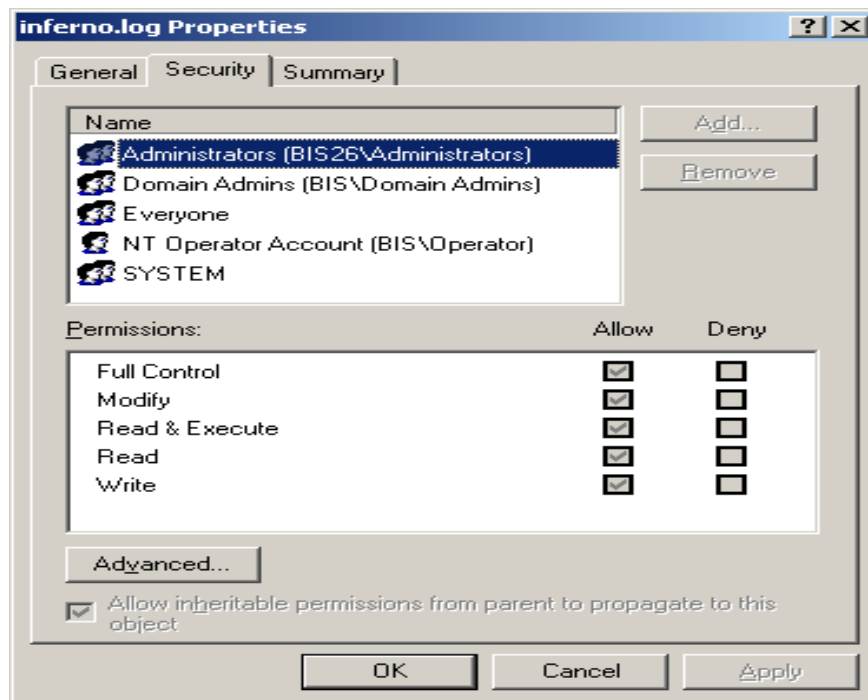 inferno.log Properties
General Security Summary
Name
Add...
Administrators (BIS26\Administrators)
Domain Admins (BIS\Domain Admins)
Remove
Everyone
NT Operator Account (BIS\Operator)
SYSTEM
Permissions: Allow Deny
Full Control
Modify
Read & Execute
Read
Write
Advanced...
Allow inheritable permissions from parent to propagate to this
object
OK Cancel Apply